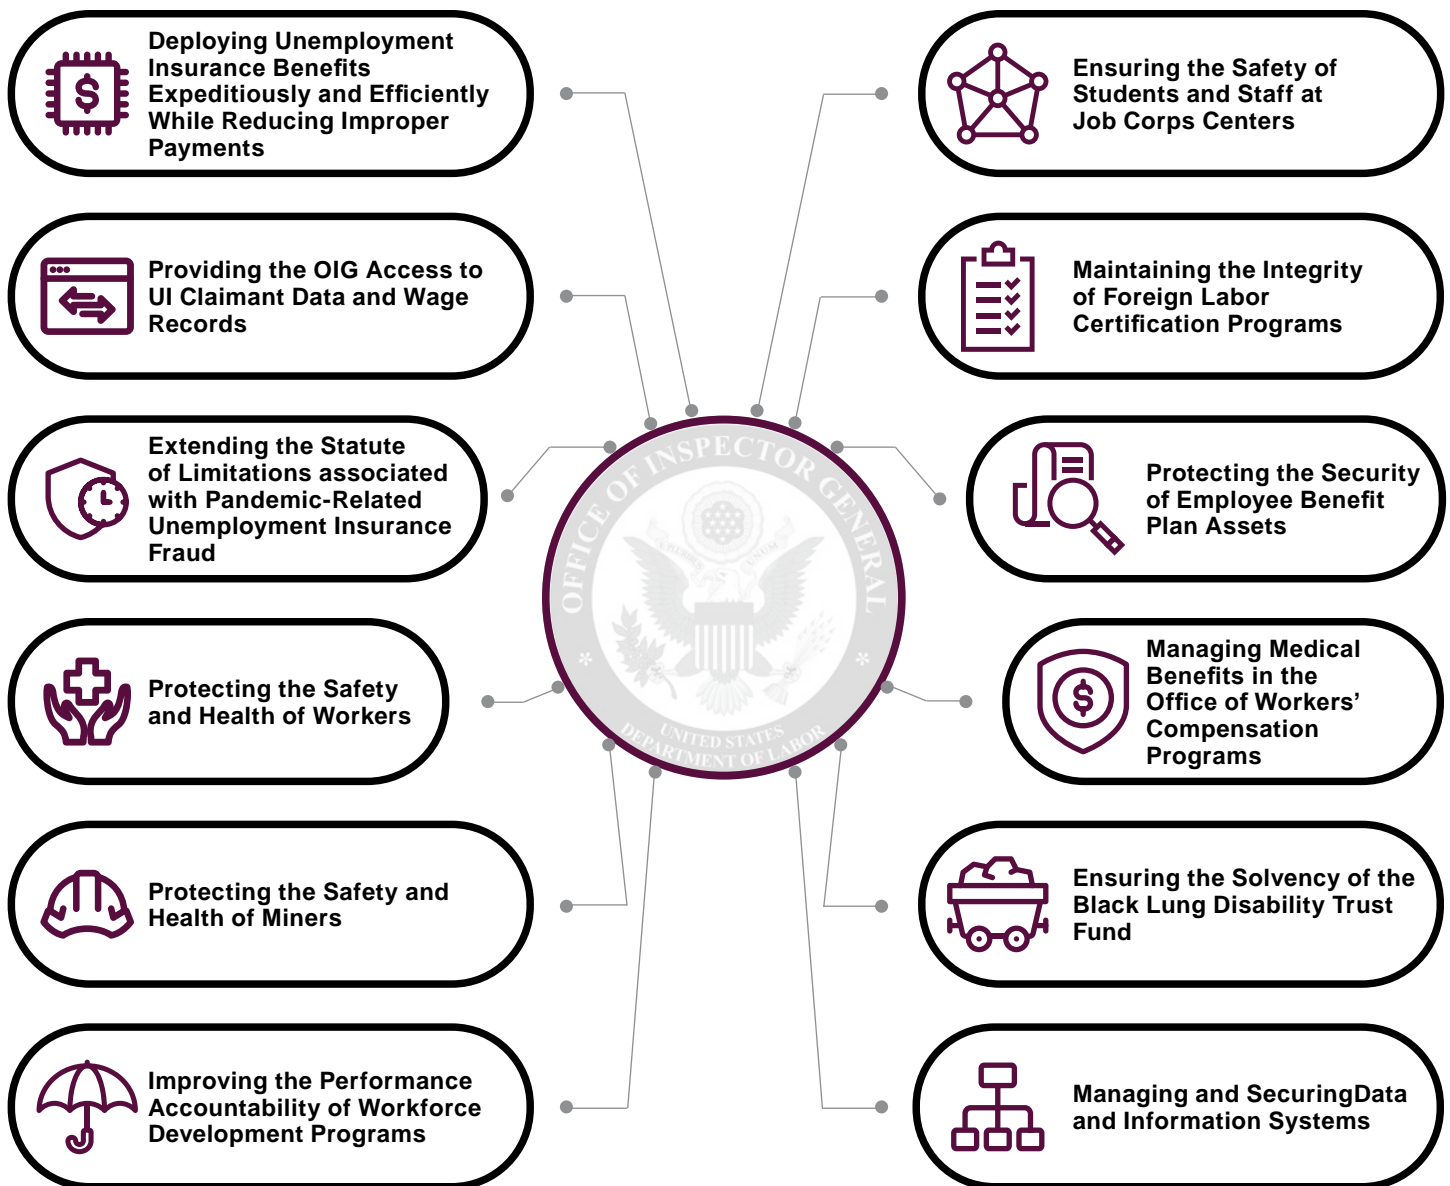 Deploying Unemployment
Insurance Benefits
Expeditiously and Efficiently
While Reducing Improper
Payments
Providing the OIG Access to
UI Claimant Data and Wage
Records
Extending the Statute
of Limitations associated
with Pandemic-Related
Unemployment Insurance
Fraud
Protecting the Safety
and Health of Workers
Protecting the Safety and
Health of Miners
Improving the Performance
Accountability of Workforce
Development Programs
OFFICE OF INSPECTOR GENERAL
E PLURIBUS UNUM
UNITED STATES
DEPARTMENT OF LABOR
Ensuring the Safety of
Students and Staff at
Job Corps Centers
Maintaining the Integrity
of Foreign Labor
Certification Programs
Protecting the Security
of Employee Benefit
Plan Assets
Managing Medical
Benefits in the
Office of Workers’
Compensation
Programs
Ensuring the Solvency of the
Black Lung Disability Trust
Fund
Managing and SecuringData
and Information Systems